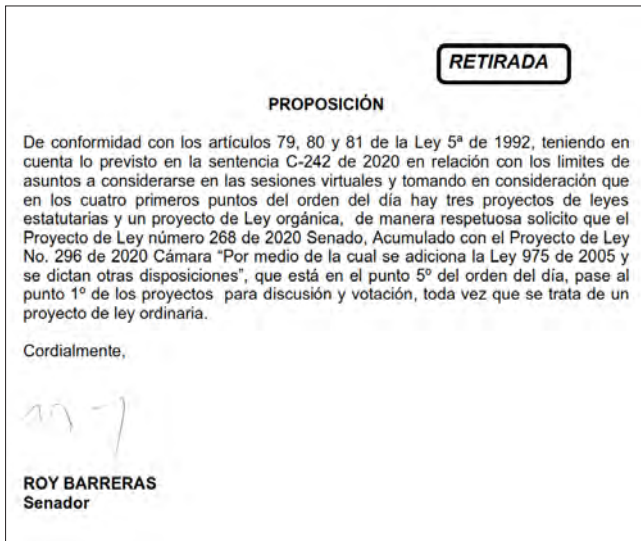 RETIRADA
PROPOSICIÓN
De conformidad con los artículos 79, 80 y 81 de la Ley 5ª de 1992, teniendo en
cuenta lo previsto en la sentencia C-242 de 2020 en relación con los limites de
asuntos a considerarse en las sesiones virtuales y tomando en consideración que
en los cuatro primeros puntos del orden del día hay tres proyectos de leyes
estatutarias y un proyecto de Ley orgánica, de manera respetuosa solicito que el
Proyecto de Ley número 268 de 2020 Senado, Acumulado con el Proyecto de Ley
No. 296 de 2020 Cámara “Por medio de la cual se adiciona la Ley 975 de 2005 y
se dictan otras disposiciones”, que está en el punto 5º del orden del día, pase al
punto 1º de los proyectos para discusión y votación, toda vez que se trata de un
proyecto de ley ordinaria.
Cordialmente,
ROY BARRERAS
Senador